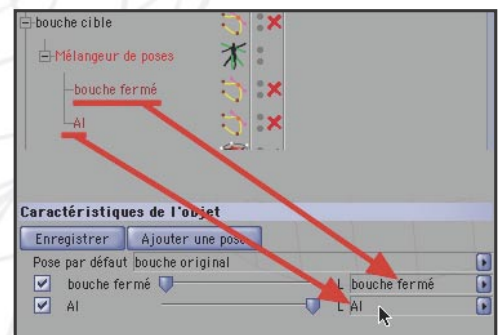 bouche cible
Mélangeur de poses
bouche fermé
AI
Caractéristiques de l'objet
Enregistrer Ajouter une pose
Pose par défaut bouche original
bouche fermé L bouche fermé
AI L AI